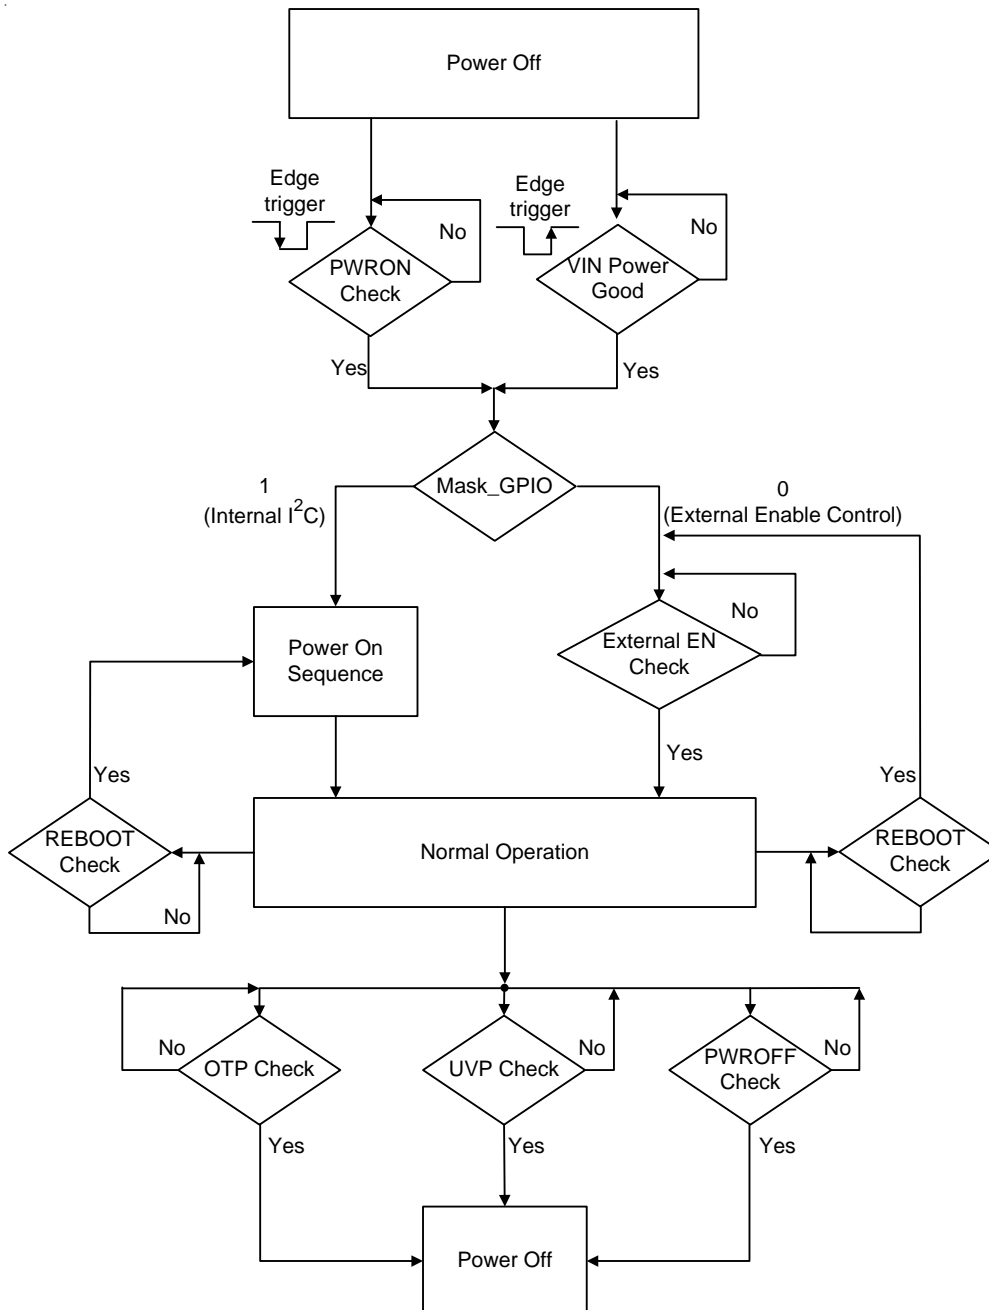 Power Off
Edge
trigger
Edge
trigger
No
No
PWRON
Check
VIN Power
Good
Yes
Yes
Mask_GPIO
1
(Internal I²C)
0
(External Enable Control)
No
Power On
Sequence
External EN
Check
Yes
Yes
Yes
REBOOT
Check
Normal Operation
REBOOT
Check
No
No
OTP Check
UVP Check
No
PWROFF
Check
No
Yes
Yes
Yes
Power Off